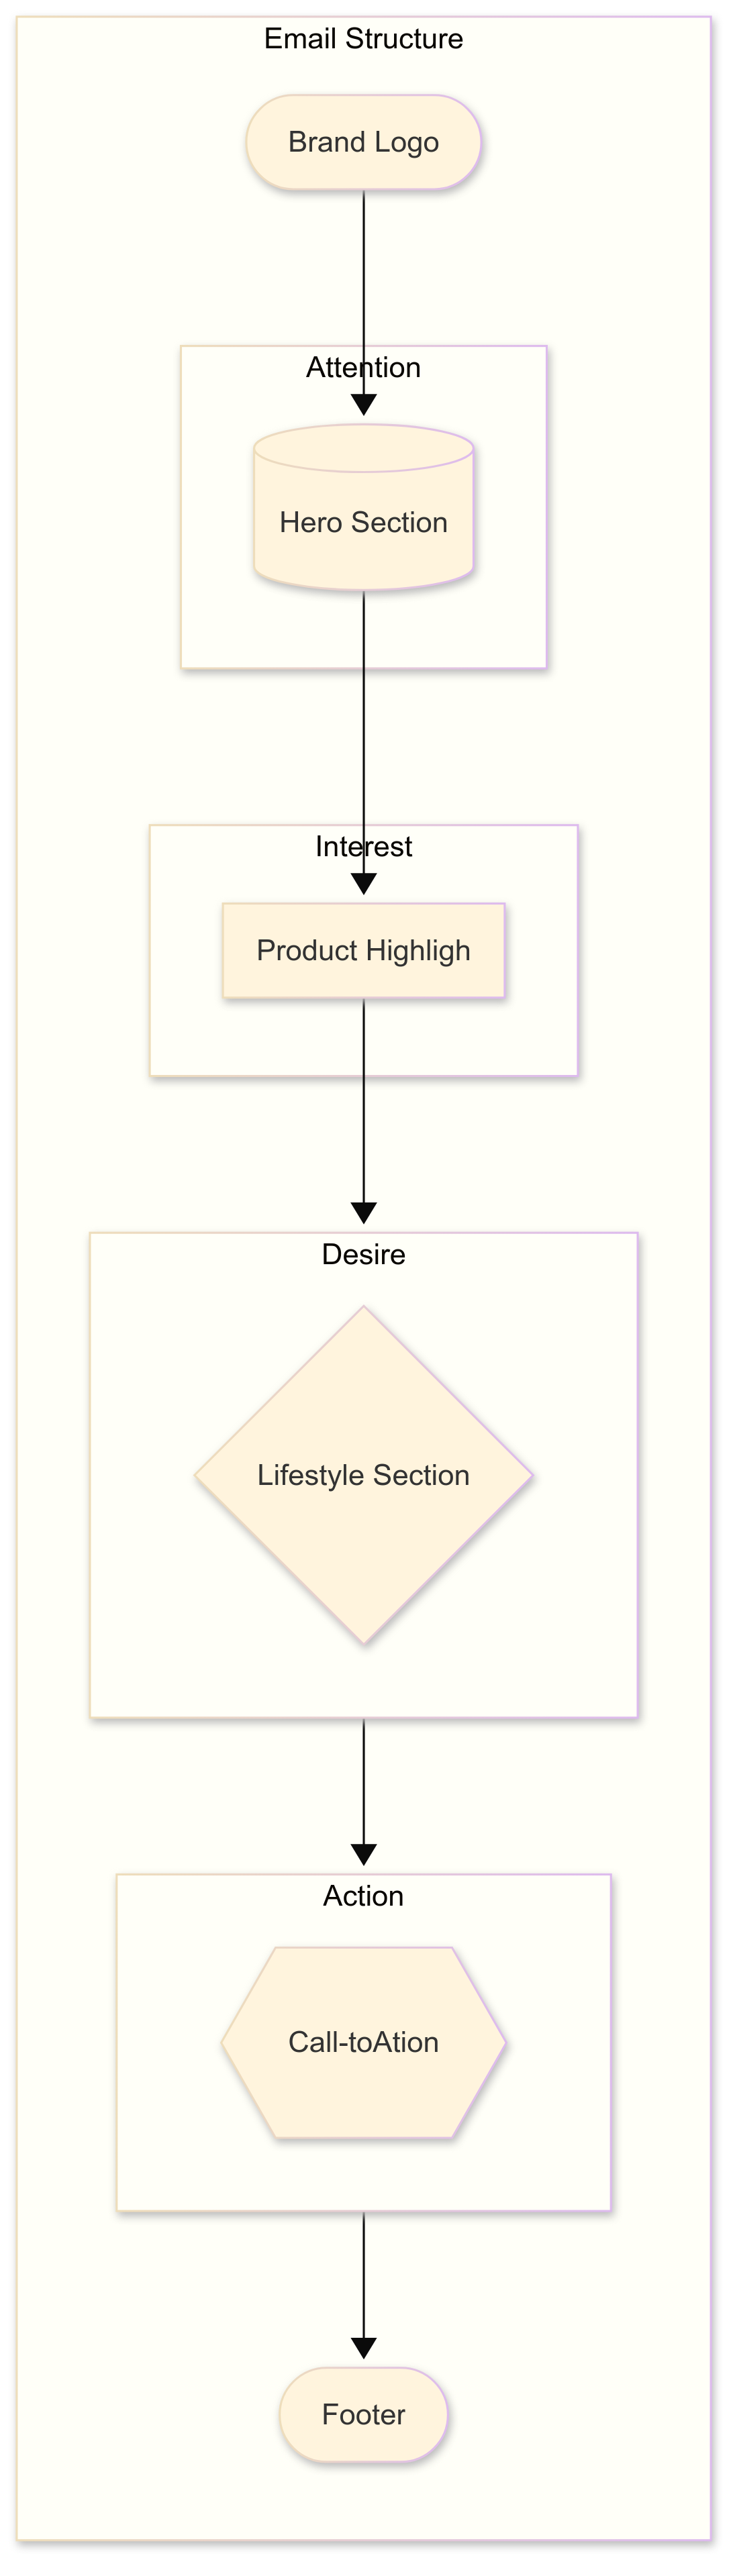 Email Structure
Brand Logo
Attention
Hero Section
Interest
Product Highligh
Desire
Lifestyle Section
Action
Call-toAtion
Footer